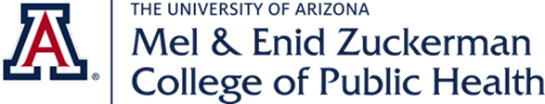 A®
THE UNIVERSITY OF ARIZONA
Mel & Enid Zuckerman
College of Public Health